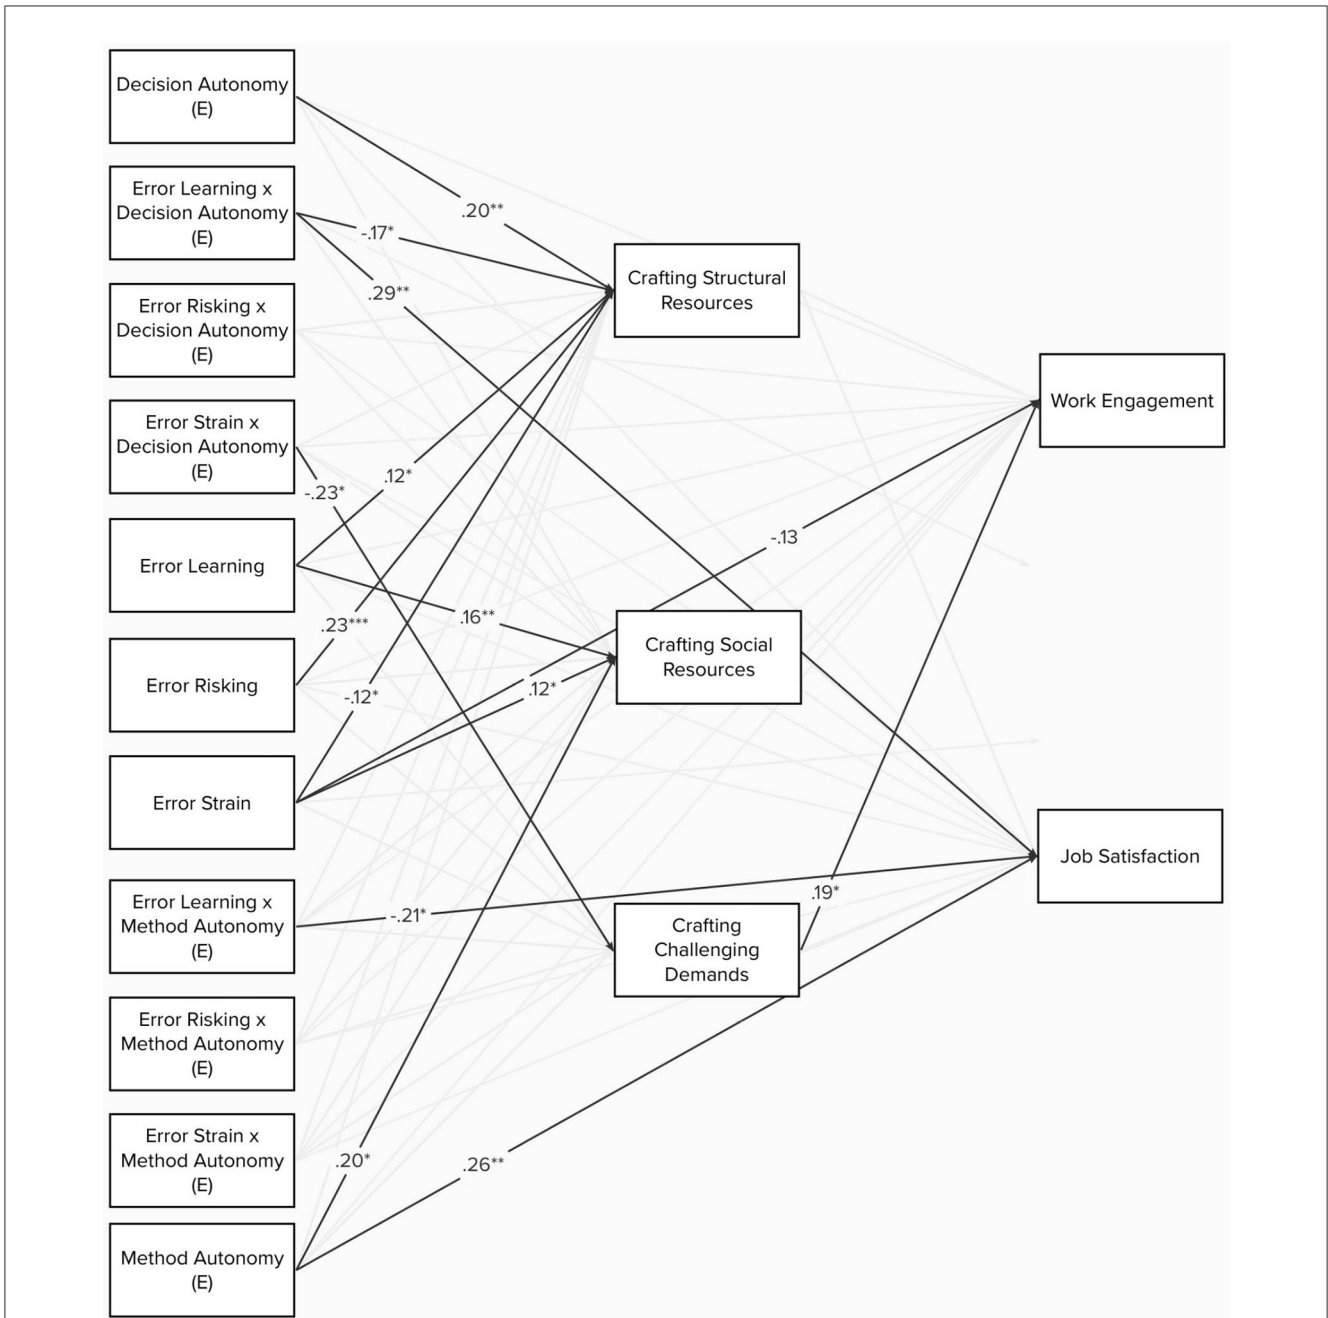 Decision Autonomy
(E)
Error Learning x
Decision Autonomy
(E)
Error Risking x
Decision Autonomy
(E)
Error Strain x
Decision Autonomy
(E)
Error Learning
Error Risking
Error Strain
Error Learning x
Method Autonomy
(E)
Error Risking x
Method Autonomy
(E)
Error Strain x
Method Autonomy
(E)
Method Autonomy
(E)
.20**
-.17*
.29**
.12*
-.23*
.16**
.23***
-.12*
.12*
-.13
-.21*
.19*
.20*
.26**
Crafting Structural
Resources
Crafting Social
Resources
Crafting
Challenging
Demands
Work Engagement
Job Satisfaction